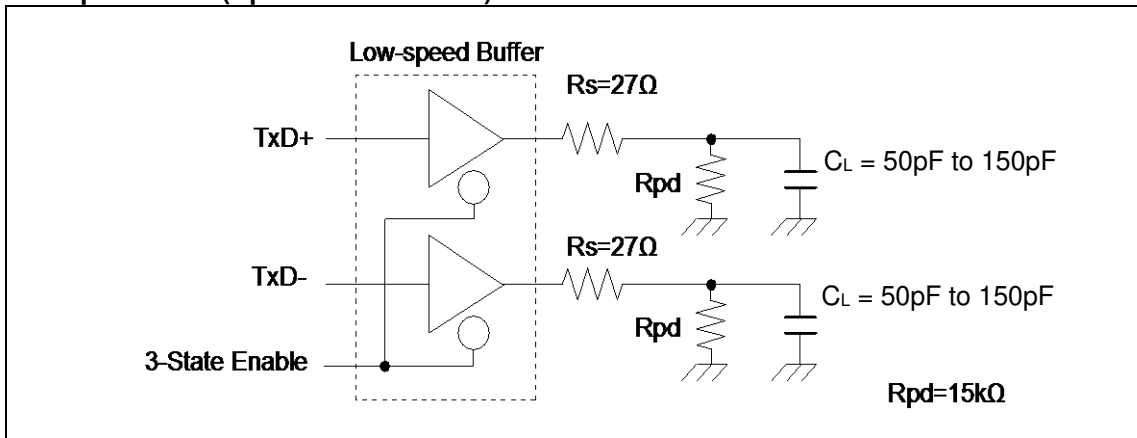 Low-speed Buffer
Rs=27Ω
TxD+
CL = 50pF to 150pF
Rpd
Rs=27Ω
TxD-
CL = 50pF to 150pF
Rpd
3-State Enable
Rpd=15kΩ